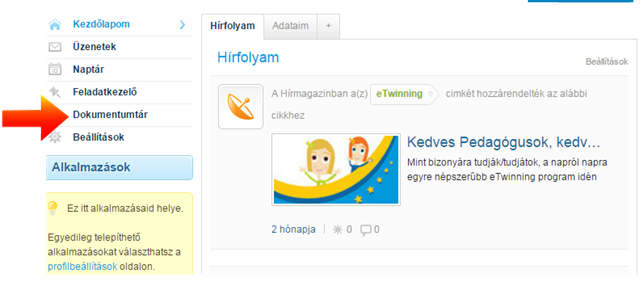 Kezdőlapom
Üzenetek
Naptár
Feladatkezelő
Dokumentumtár
Beállítások
Alkalmazások
Ez itt alkalmazásaid helye.
Egyedileg telepíthető
alkalmazásokat választhatsz a
profilbeállítások oldalon.
Hírfolyam Adataim +
Hírfolyam
Beállítások
A Hírmagazinban a(z) eTwinning címkét hozzárendelték az alábbi
cikkhez
Kedves Pedagógusok, kedv…
Mint bizonyára tudják/tudjátok, a napról napra
egyre népszerűbb eTwinning program idén
2 hónapja 0 0